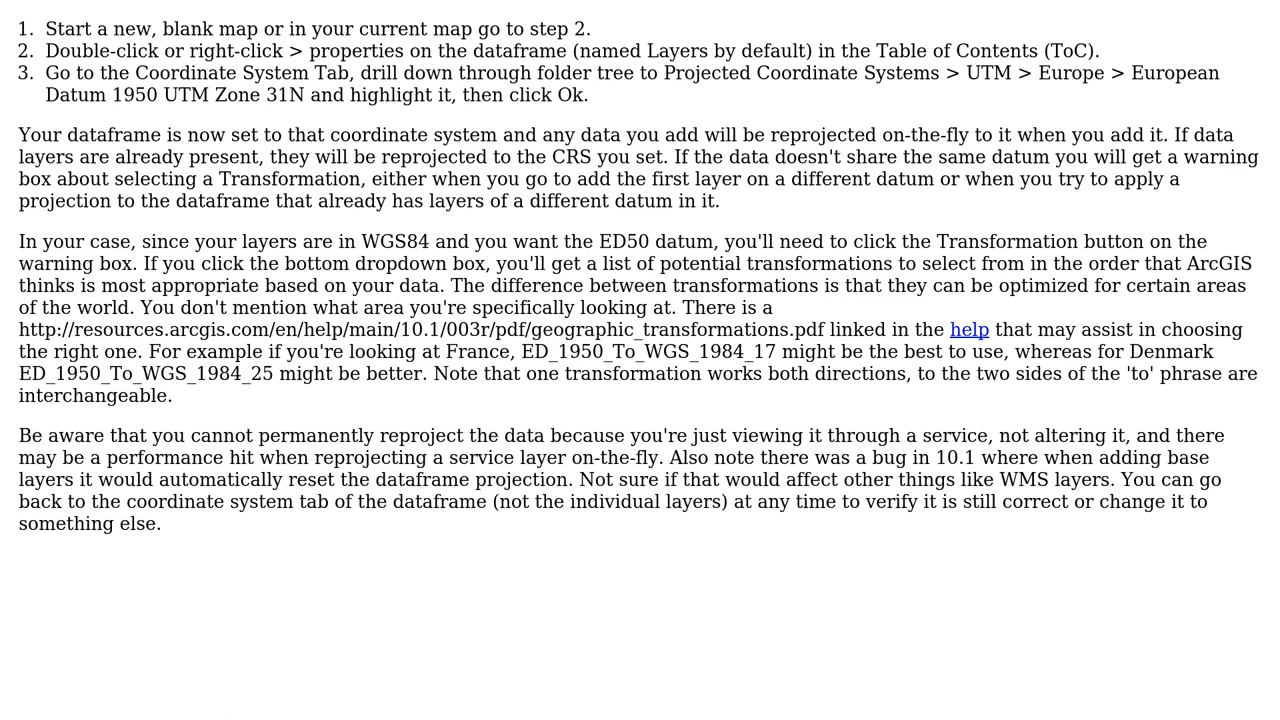 1. Start a new, blank map or in your current map go to step 2.
2. Double-click or right-click > properties on the dataframe (named Layers by default) in the Table of Contents (ToC).
3. Go to the Coordinate System Tab, drill down through folder tree to Projected Coordinate Systems > UTM > Europe > European
Datum 1950 UTM Zone 31N and highlight it, then click Ok.
Your dataframe is now set to that coordinate system and any data you add will be reprojected on-the-fly to it when you add it. If data
layers are already present, they will be reprojected to the CRS you set. If the data doesn't share the same datum you will get a warning
box about selecting a Transformation, either when you go to add the first layer on a different datum or when you try to apply a
projection to the dataframe that already has layers of a different datum in it.
In your case, since your layers are in WGS84 and you want the ED50 datum, you'll need to click the Transformation button on the
warning box. If you click the bottom dropdown box, you'll get a list of potential transformations to select from in the order that ArcGIS
thinks is most appropriate based on your data. The difference between transformations is that they can be optimized for certain areas
of the world. You don't mention what area you're specifically looking at. There is a
http://resources.arcgis.com/en/help/main/10.1/003r/pdf/geographic_transformations.pdf linked in the help that may assist in choosing
the right one. For example if you're looking at France, ED_1950_To_WGS_1984_17 might be the best to use, whereas for Denmark
ED_1950_To_WGS_1984_25 might be better. Note that one transformation works both directions, to the two sides of the 'to' phrase are
interchangeable.
Be aware that you cannot permanently reproject the data because you're just viewing it through a service, not altering it, and there
may be a performance hit when reprojecting a service layer on-the-fly. Also note there was a bug in 10.1 where when adding base
layers it would automatically reset the dataframe projection. Not sure if that would affect other things like WMS layers. You can go
back to the coordinate system tab of the dataframe (not the individual layers) at any time to verify it is still correct or change it to
something else.